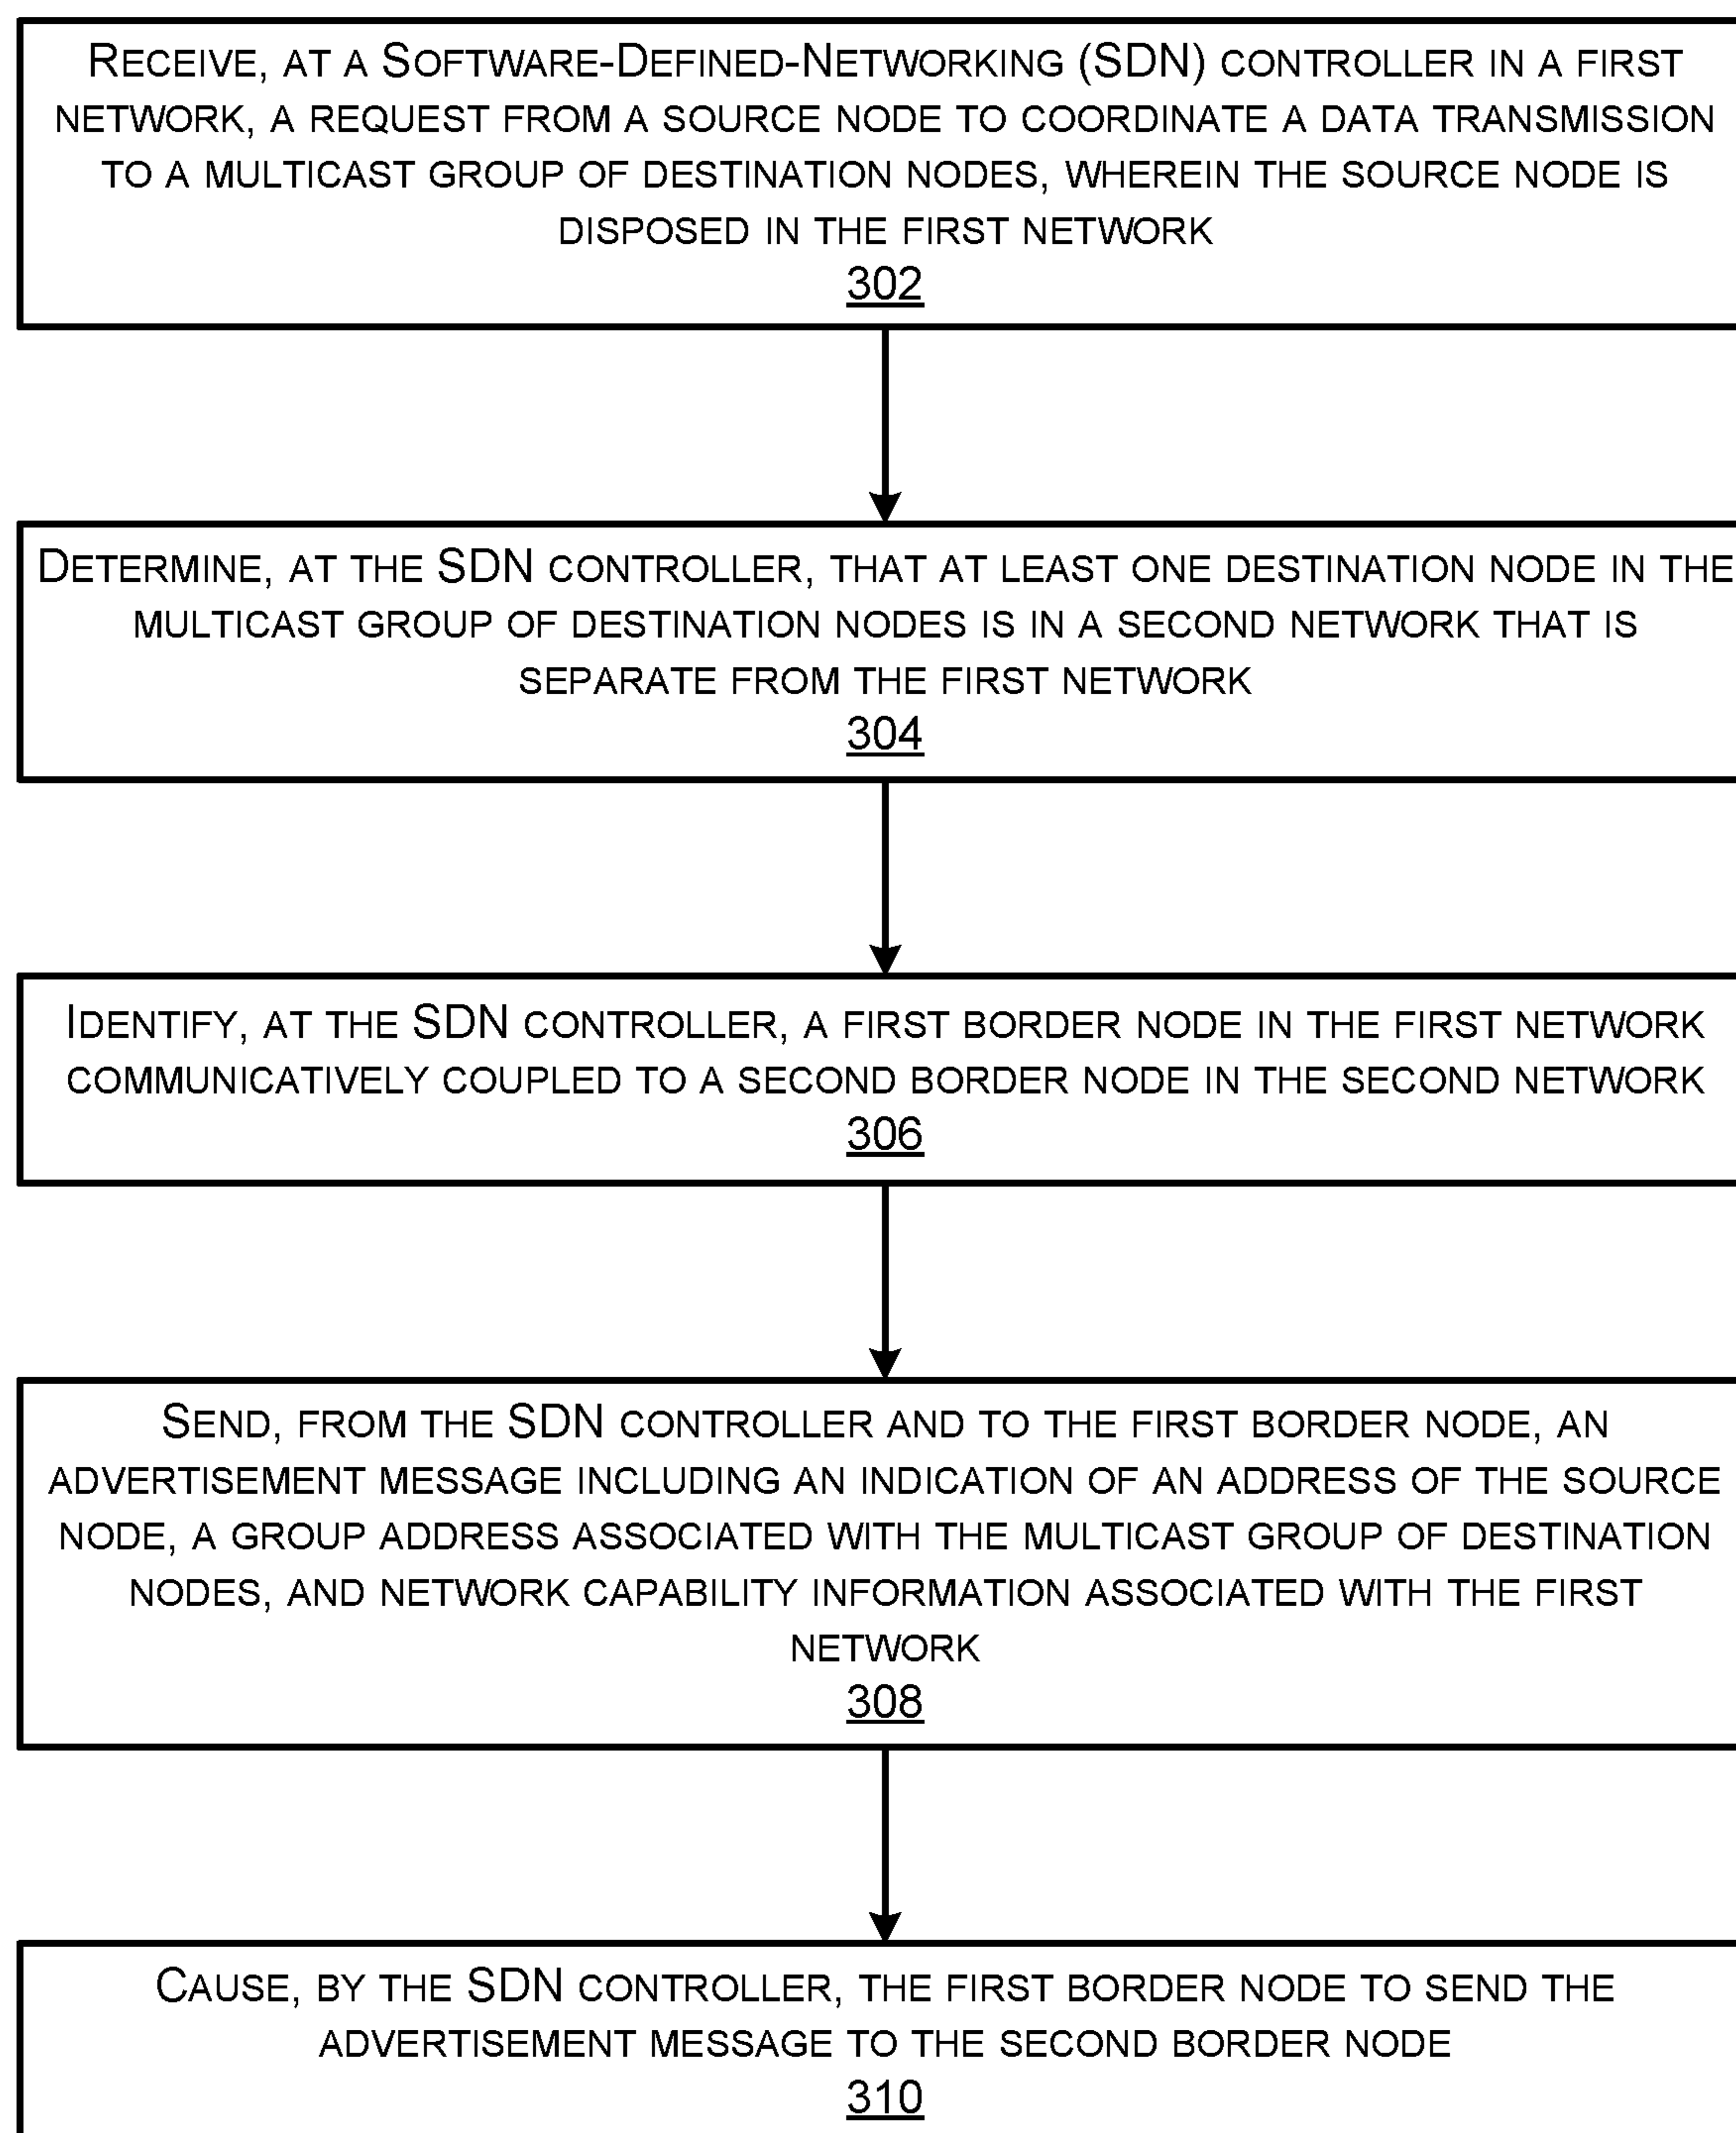 Receive, at a Software-Defined-Networking (SDN) controller in a first
network, a request from a source node to coordinate a data transmission
to a multicast group of destination nodes, wherein the source node is
disposed in the first network
302
Determine, at the SDN controller, that at least one destination node in the
multicast group of destination nodes is in a second network that is
separate from the first network
304
Identify, at the SDN controller, a first border node in the first network
communicatively coupled to a second border node in the second network
306
Send, from the SDN controller and to the first border node, an
advertisement message including an indication of an address of the source
node, a group address associated with the multicast group of destination
nodes, and network capability information associated with the first
network
308
Cause, by the SDN controller, the first border node to send the
advertisement message to the second border node
310